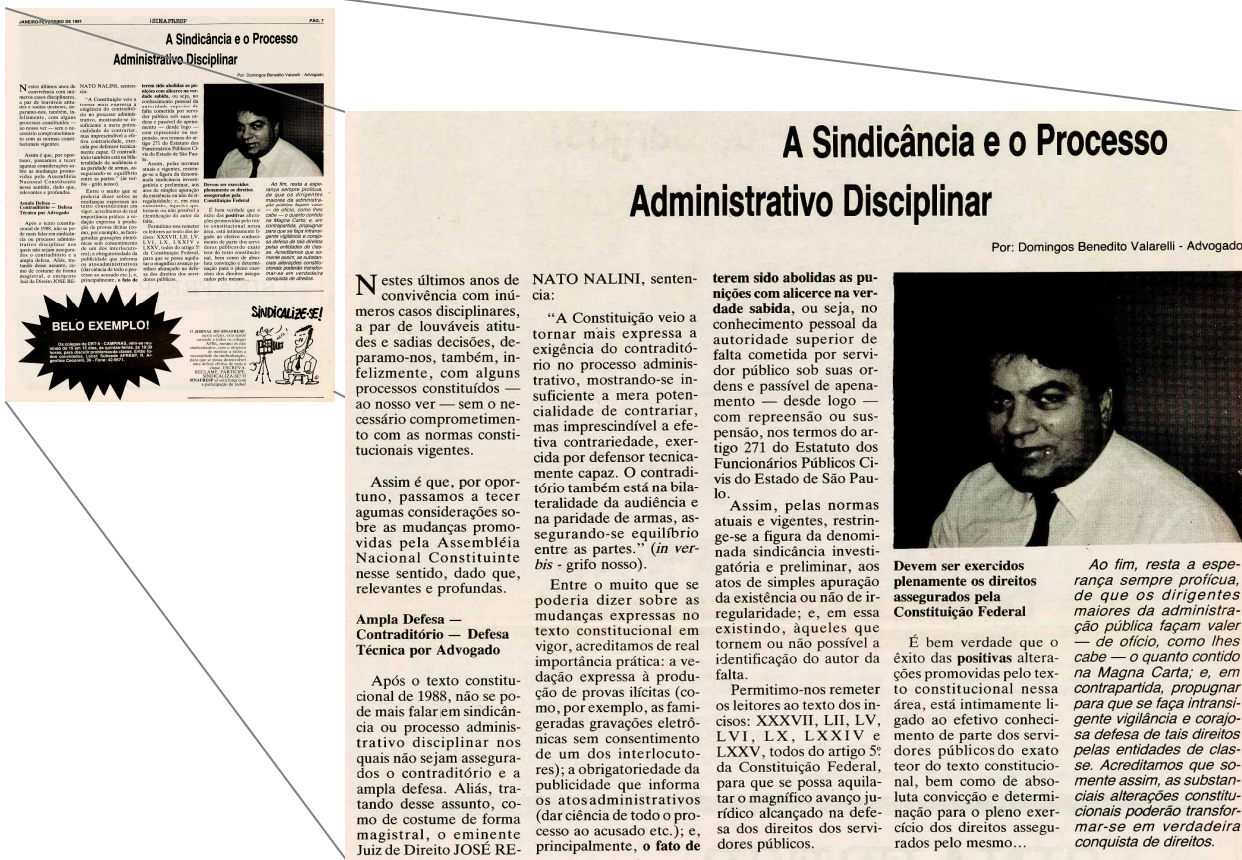 JANEIRO/FEVEREIRO DE 1991
SINAFRESP
PÁG. 7
A Sindicância e o Processo
Administrativo Disciplinar
Por: Domingos Benedito Valarelli - Advogado
BELO EXEMPLO!
SiNDiCALiZE-SE!
A Sindicância e o Processo
Administrativo Disciplinar
Por: Domingos Benedito Valarelli - Advogado
Nestes últimos anos de
convivência com inú-
meros casos disciplinares,
a par de louváveis atitu-
des e sadias decisões, de-
paramo-nos, também, in-
felizmente, com alguns
processos constituídos —
ao nosso ver — sem o ne-
cessário comprometimen-
to com as normas consti-
tucionais vigentes.
Assim é que, por opor-
tuno, passamos a tecer
agumas considerações so-
bre as mudanças promo-
vidas pela Assembléia
Nacional Constituinte
nesse sentido, dado que,
relevantes e profundas.
Ampla Defesa —
Contraditório — Defesa
Técnica por Advogado
Após o texto constitu-
cional de 1988, não se po-
de mais falar em sindicân-
cia ou processo adminis-
trativo disciplinar nos
quais não sejam assegura-
dos o contraditório e a
ampla defesa. Aliás, tra-
tando desse assunto, co-
mo de costume de forma
magistral, o eminente
Juiz de Direito JOSÉ RE-
NATO NALINI, senten-
cia:
“A Constituição veio a
tornar mais expressa a
exigência do contraditó-
rio no processo adminis-
trativo, mostrando-se in-
suficiente a mera poten-
cialidade de contrariar,
mas imprescindível a efe-
tiva contrariedade, exer-
cida por defensor tecnica-
mente capaz. O contradi-
tório também está na bila-
teralidade da audiência e
na paridade de armas, as-
segurando-se equilíbrio
entre as partes.” (in ver-
bis - grifo nosso).
Entre o muito que se
poderia dizer sobre as
mudanças expressas no
texto constitucional em
vigor, acreditamos de real
importância prática: a ve-
dação expressa à produ-
ção de provas ilícitas (co-
mo, por exemplo, as fami-
geradas gravações eletrô-
nicas sem consentimento
de um dos interlocuto-
res); a obrigatoriedade da
publicidade que informa
os atos administrativos
(dar ciência de todo o pro-
cesso ao acusado etc.); e,
principalmente, o fato de
terem sido abolidas as pu-
nições com alicerce na ver-
dade sabida, ou seja, no
conhecimento pessoal da
autoridade superior de
falta cometida por servi-
dor público sob suas or-
dens e passível de apena-
mento — desde logo —
com repreensão ou sus-
pensão, nos termos do ar-
tigo 271 do Estatuto dos
Funcionários Públicos Ci-
vis do Estado de São Pau-
lo.
Assim, pelas normas
atuais e vigentes, restrin-
ge-se a figura da denomi-
nada sindicância investi-
gatória e preliminar, aos
atos de simples apuração
da existência ou não de ir-
regularidade; e, em essa
existindo, àqueles que
tornem ou não possível a
identificação do autor da
falta.
Permitimo-nos remeter
os leitores ao texto dos in-
cisos: XXXVII, LII, LV,
LVI, LX, LXXIV e
LXXV, todos do artigo 5º
da Constituição Federal,
para que se possa aquila-
tar o magnífico avanço ju-
rídico alcançado na defe-
sa dos direitos dos servi-
dores públicos.
Devem ser exercidos
plenamente os direitos
assegurados pela
Constituição Federal
É bem verdade que o
êxito das positivas altera-
ções promovidas pelo tex-
to constitucional nessa
área, está intimamente li-
gado ao efetivo conheci-
mento de parte dos servi-
dores públicos do exato
teor do texto constitucio-
nal, bem como de abso-
luta convicção e determi-
nação para o pleno exer-
cício dos direitos assegu-
rados pelo mesmo...
Ao fim, resta a espe-
rança sempre profícua,
de que os dirigentes
maiores da administra-
ção pública façam valer
— de ofício, como lhes
cabe — o quanto contido
na Magna Carta; e, em
contrapartida, propugnar
para que se faça intransi-
gente vigilância e corajo-
sa defesa de tais direitos
pelas entidades de clas-
se. Acreditamos que so-
mente assim, as substan-
ciais alterações constitu-
cionais poderão transfor-
mar-se em verdadeira
conquista de direitos.